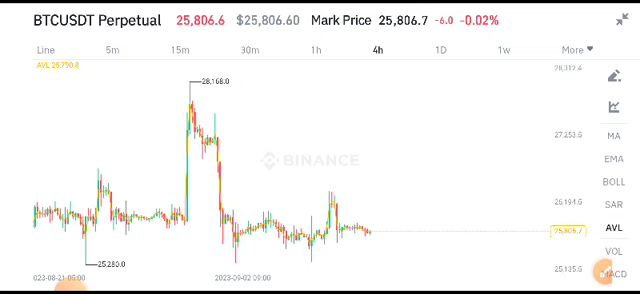 BTCUSDT Perpetual 25,806.6 $25,806.60 Mark Price 25,806.7 -6.0 -0.02%
Line 5m 15m 30m 1h 4h 1D 1w More
AVL 25,790.8
28,312.4
28,168.0
27,253.5
MA
BINANCE
EMA
BOLL
26,194.5
SAR
25,806.7
AVL
VOL
25,280.0
25,135.5
MACD
023-08-21 05:00 2023-09-02 09:00